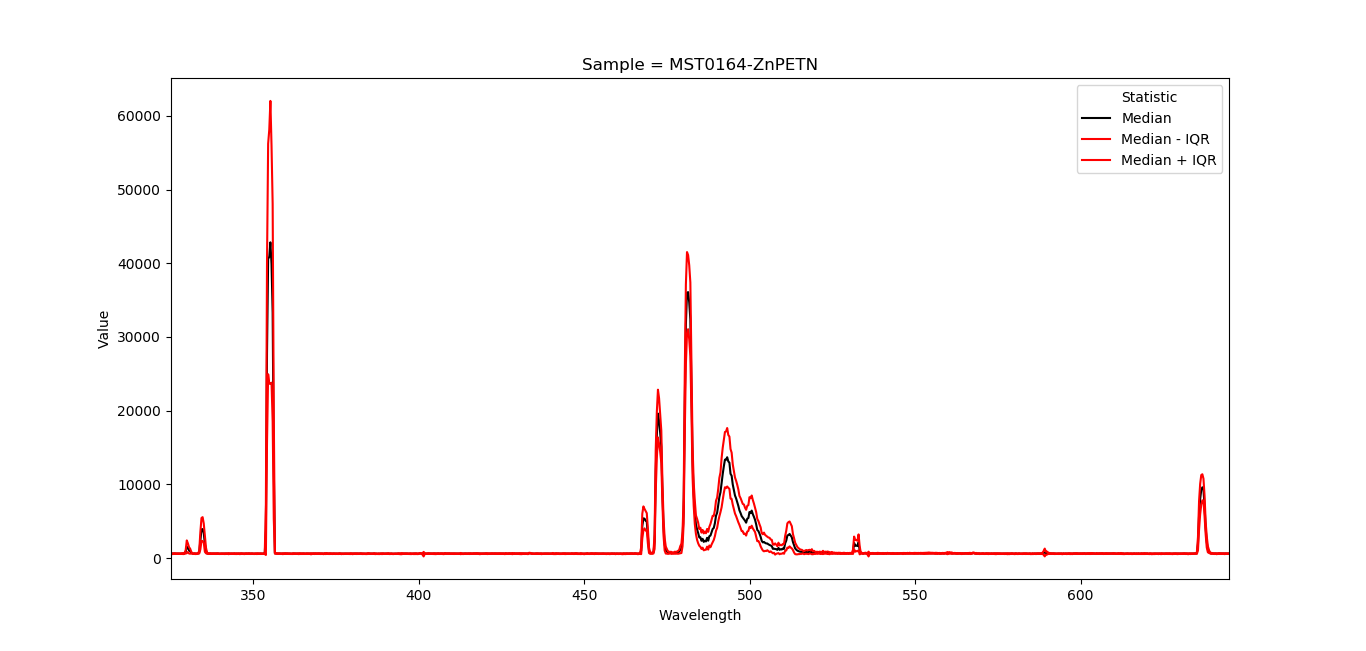 Sample = MST0164-ZnPETN
Statistic
Median
Median - IQR
Median + IQR
60000
50000
40000
30000
20000
10000
0
Value
350 400 450 500 550 600
Wavelength